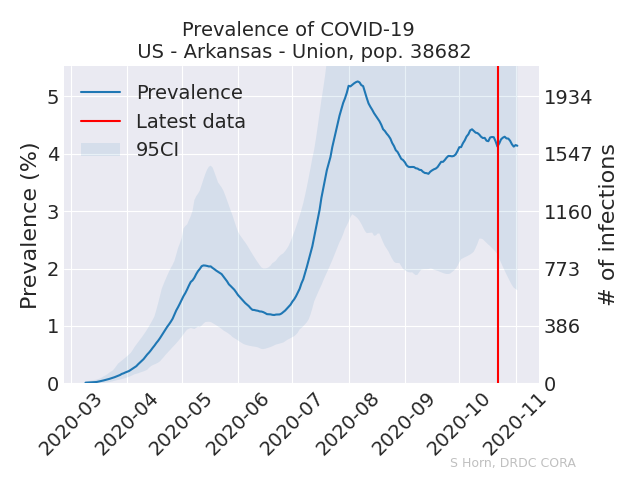 Prevalence of COVID-19
US - Arkansas - Union, pop. 38682
Prevalence
Latest data
95CI
Prevalence (%)
5
4
3
2
1
0
1934
1547
1160
773
386
0
# of infections
2020-03
2020-04
2020-05
2020-06
2020-07
2020-08
2020-09
2020-10
2020-11
S Horn, DRDC CORA